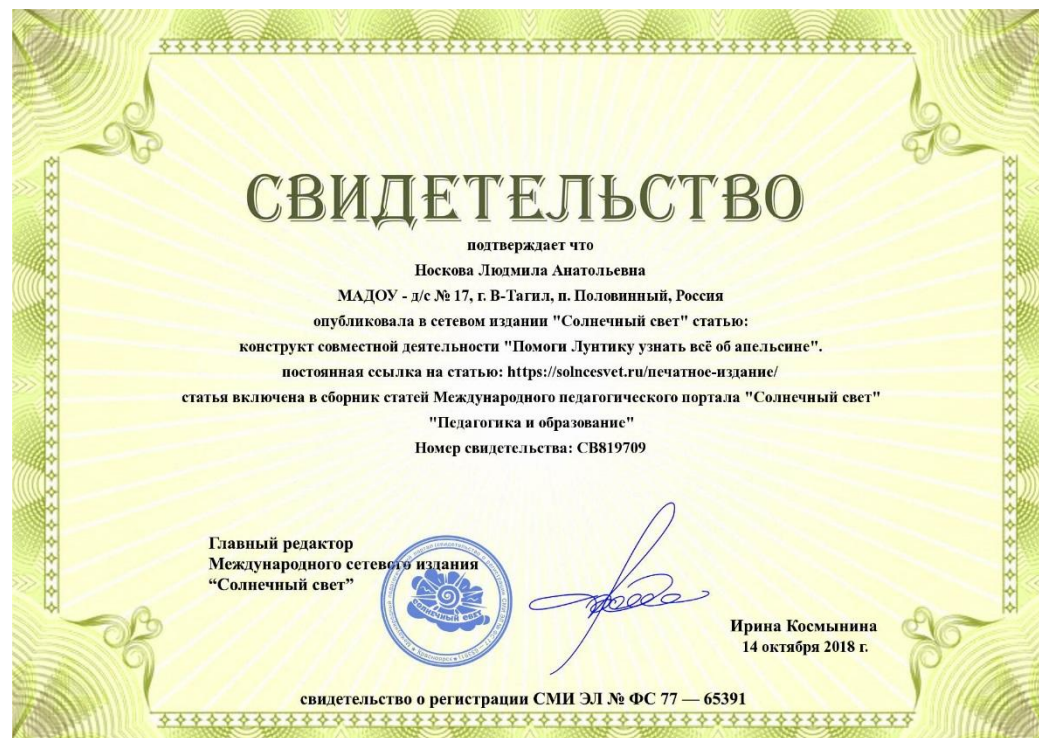 СВИДЕТЕЛЬСТВО
подтверждает что
Носкова Людмила Анатольевна
МАДОУ - д/с № 17, г. В-Тагил, п. Половинный, Россия
опубликовала в сетевом издании "Солнечный свет" статью:
конструкт совместной деятельности "Помоги Лунтику узнать всё об апельсине".
постоянная ссылка на статью: https://solncesvet.ru/печатное-издание/
статья включена в сборник статей Международного педагогического портала "Солнечный свет"
"Педагогика и образование"
Номер свидетельства: СВ819709
Главный редактор
Международного сетевого издания
“Солнечный свет”
СОЛНЕЧНЫЙ СВЕТ
Ирина Космынина
14 октября 2018 г.
свидетельство о регистрации СМИ ЭЛ № ФС 77 — 65391